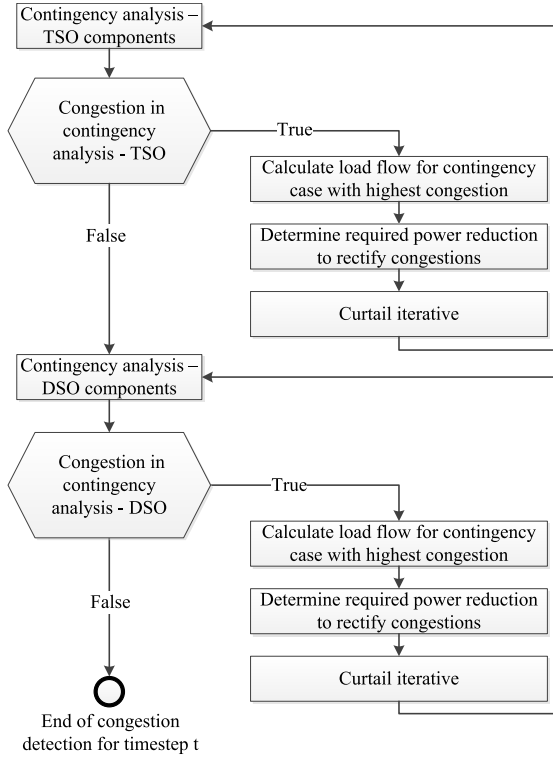 Contingency analysis –
TSO components
Congestion in
contingency
analysis - TSO
True
Calculate load flow for contingency
case with highest congestion
Determine required power reduction
to rectify congestions
Curtail iterative
False
Contingency analysis –
DSO components
Congestion in
contingency
analysis - DSO
True
Calculate load flow for contingency
case with highest congestion
Determine required power reduction
to rectify congestions
Curtail iterative
False
End of congestion
detection for timestep t